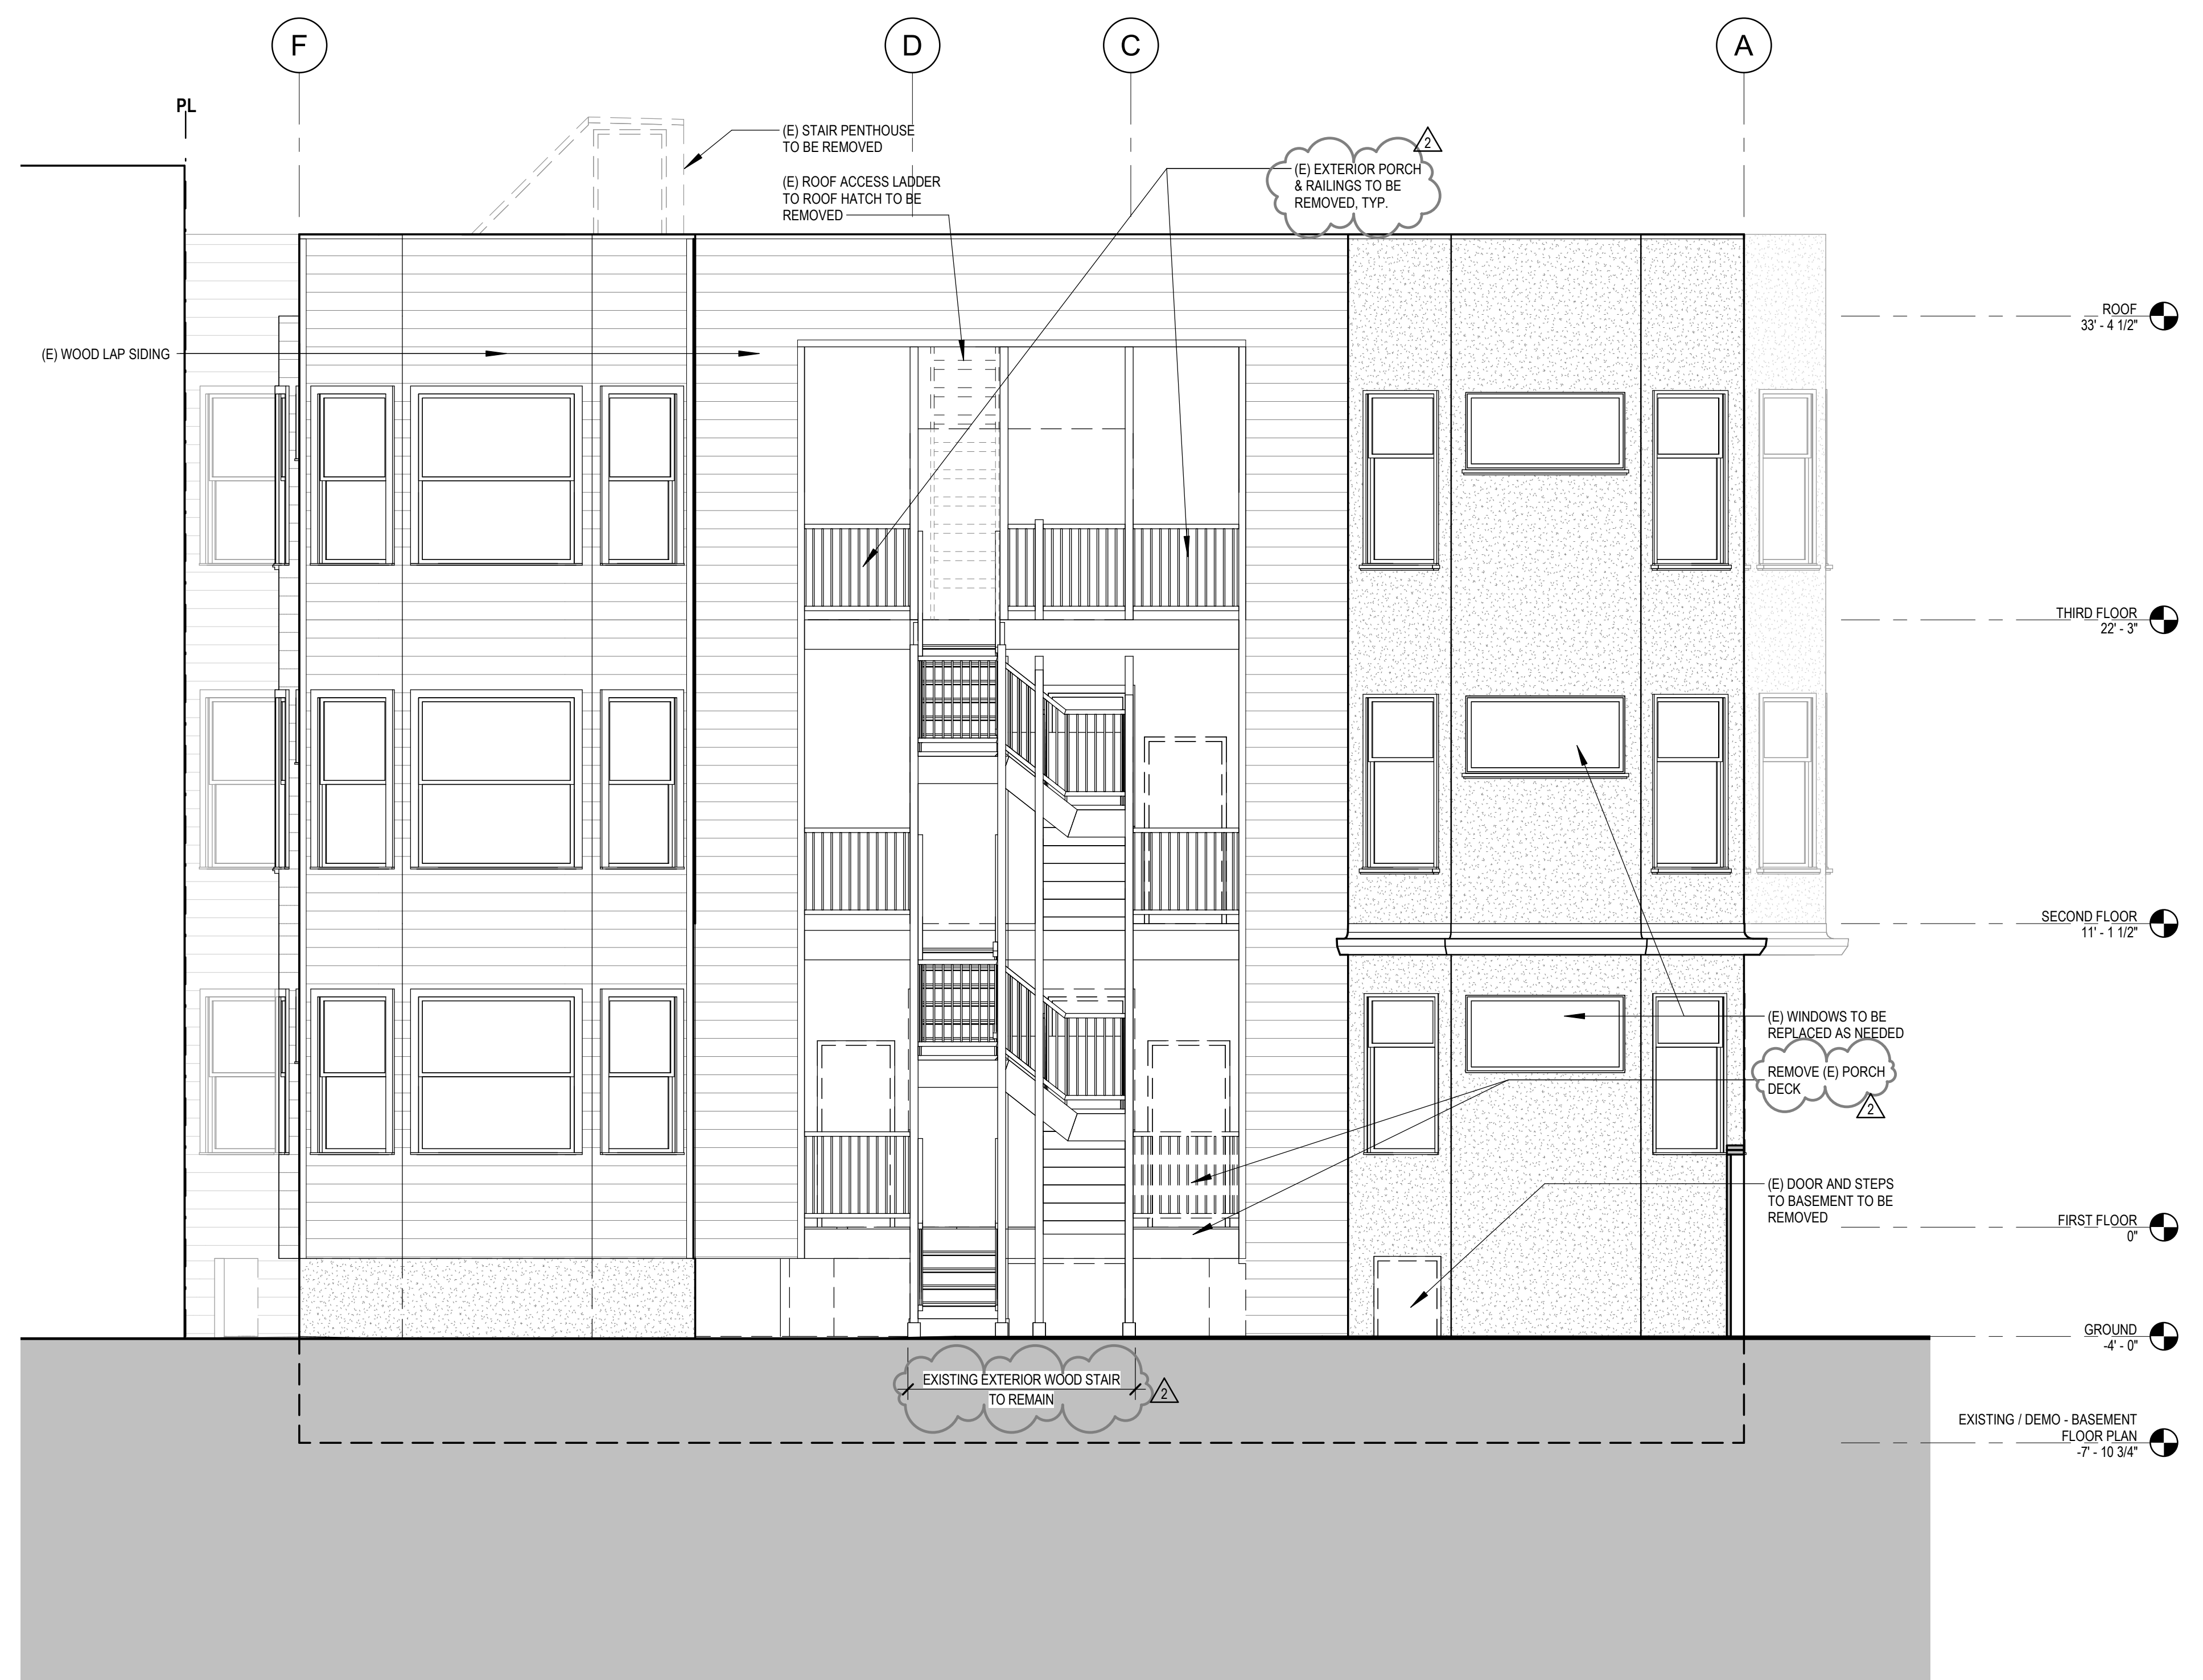 F
D
C
A
PL
(E) STAIR PENTHOUSE
TO BE REMOVED
(E) ROOF ACCESS LADDER
TO ROOF HATCH TO BE
REMOVED
2
(E) EXTERIOR PORCH
& RAILINGS TO BE
REMOVED, TYP.
(E) WOOD LAP SIDING
ROOF
33' - 4 1/2"
THIRD FLOOR
22' - 3"
SECOND FLOOR
11' - 1 1/2"
(E) WINDOWS TO BE
REPLACED AS NEEDED
REMOVE (E) PORCH
DECK
2
(E) DOOR AND STEPS
TO BASEMENT TO BE
REMOVED
FIRST FLOOR
0"
GROUND
-4' - 0"
EXISTING EXTERIOR WOOD STAIR
TO REMAIN
2
EXISTING / DEMO - BASEMENT
FLOOR PLAN
-7' - 10 3/4"